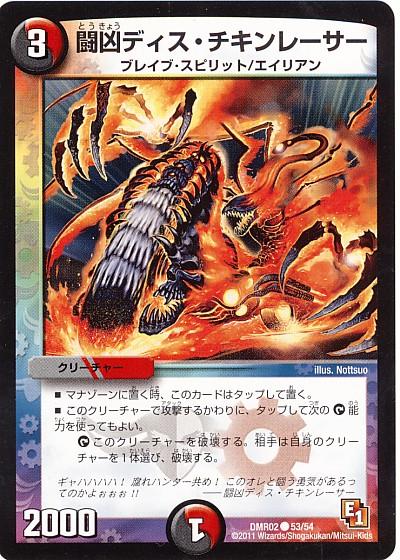 3
とうきょう
闘凶ディス・チキンレーサー
ブレイブ・スピリット/エイリアン
illus. Nottsuo
クリーチャー
■ マナゾーンに置く時、このカードはタップして置く。
■ このクリーチャーで攻撃するかわりに、タップして次の 能
力を使ってもよい。
このクリーチャーを破壊する。相手は自身のクリー
チャーを1体選び、破壊する。
ギャハハハハ! 腐れハンター共め! このオレと闘う勇気があるっ
てのかよぉぉぉ!! ――闘凶ディス・チキンレーサー
2000
1
E1
DMR02 ● 53/54
©2011 Wizards/Shogakukan/Mitsui-Kids